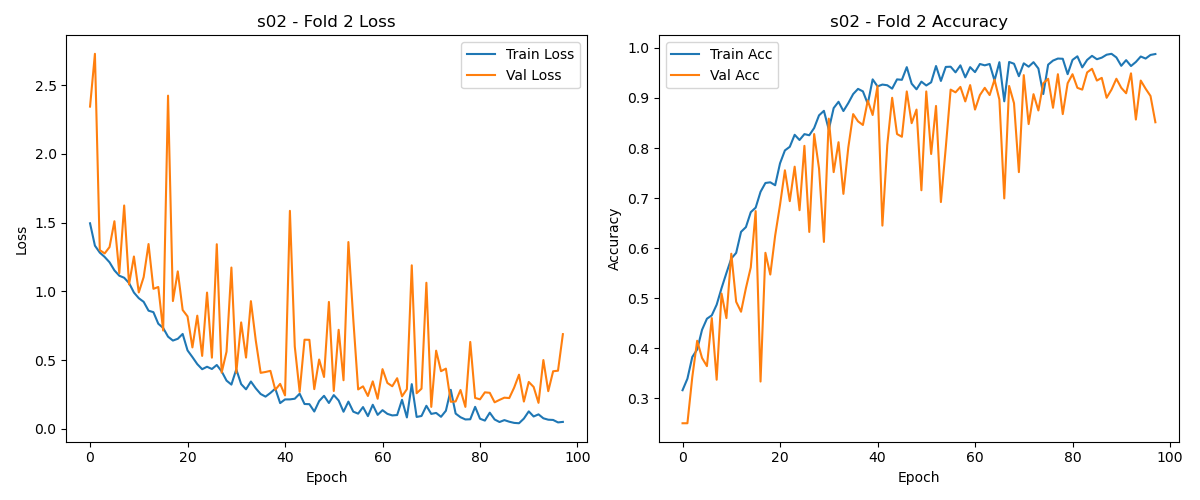 s02 - Fold 2 Loss
Train Loss
Val Loss
2.5
2.0
1.5
1.0
0.5
0.0
Loss
0
20
40
60
80
100
Epoch
s02 - Fold 2 Accuracy
Train Acc
Val Acc
1.0
0.9
0.8
0.7
0.6
0.5
0.4
0.3
Accuracy
0
20
40
60
80
100
Epoch